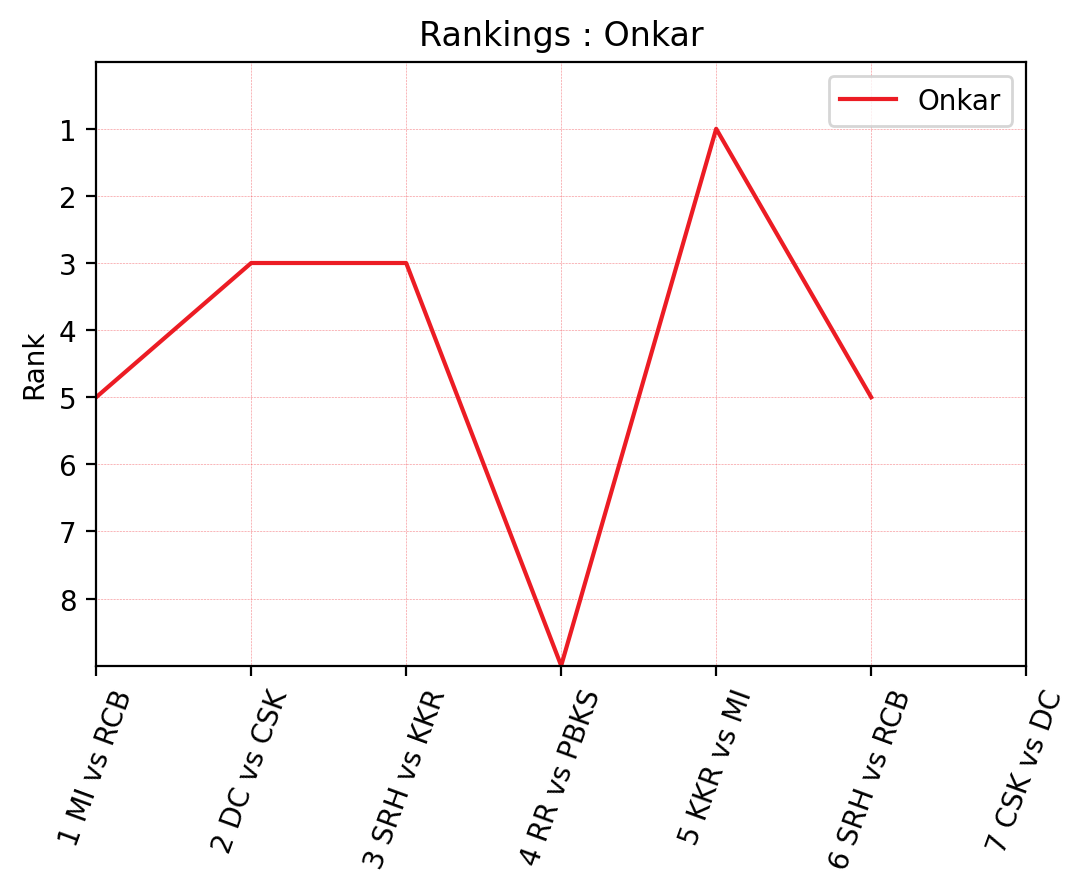 Rankings : Onkar
Onkar
Rank
1
2
3
4
5
6
7
8
1 MI vs RCB
2 DC vs CSK
3 SRH vs KKR
4 RR vs PBKS
5 KKR vs MI
6 SRH vs RCB
7 CSK vs DC